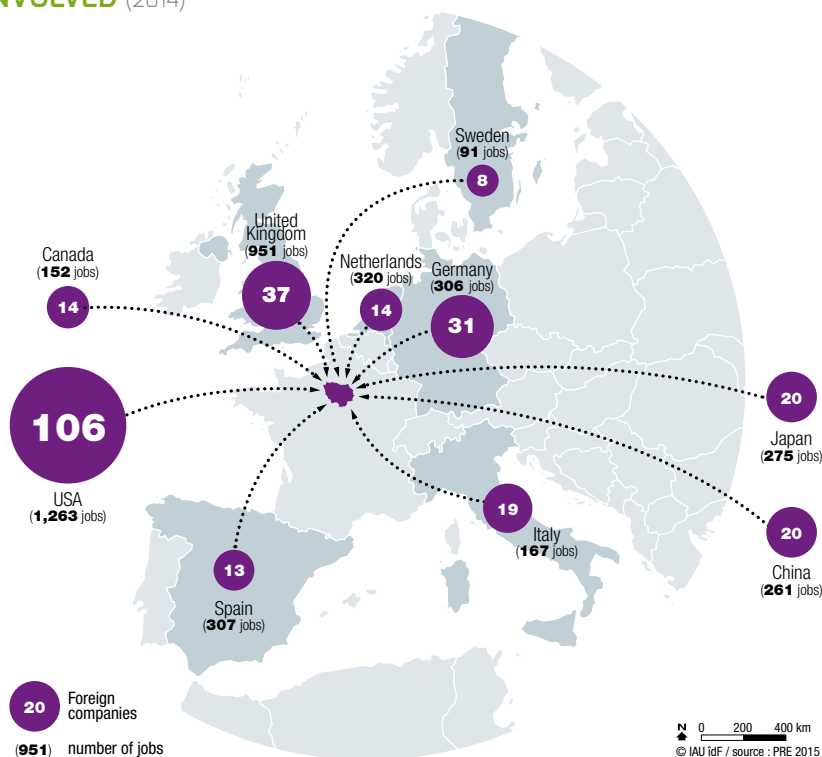 NVOLVED (2014)
Sweden
(91 jobs)
8
United
Kingdom
(951 jobs)
37
Canada
(152 jobs)
14
Netherlands
(320 jobs)
14
Germany
(306 jobs)
31
106
USA
(1,263 jobs)
20
Japan
(275 jobs)
19
Italy
(167 jobs)
20
China
(261 jobs)
13
Spain
(307 jobs)
20 Foreign
companies
(951) number of jobs
N 0 200 400 km
© IAU îdF / source : PRE 2015